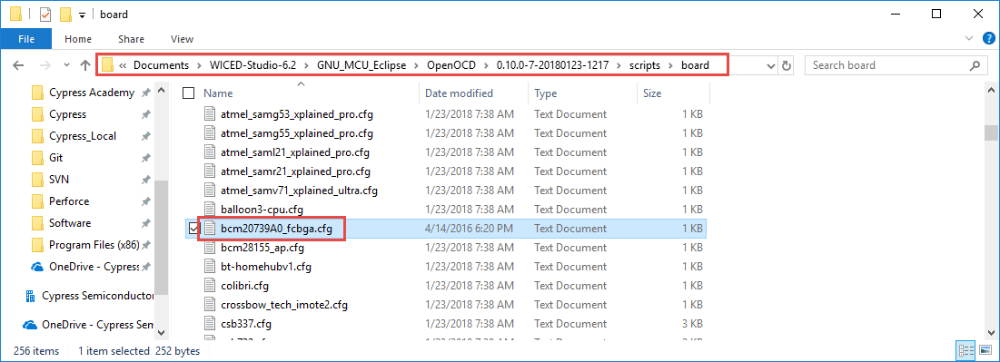 board
File Home Share View
« Documents > WICED-Studio-6.2 > GNU_MCU_Eclipse > OpenOCD > 0.10.0-7-20180123-1217 > scripts > board Search board
Name Date modified Type Size
Cypress Academy
Cypress
Cypress_Local
Git
SVN
Perforce
Software
Program Files (x86)
OneDrive - Cypress
Cypress Semiconductor
OneDrive - Cypress Sem
atmel_samg53_xplained_pro.cfg 1/23/2018 7:38 AM Text Document 1 KB
atmel_samg55_xplained_pro.cfg 1/23/2018 7:38 AM Text Document 1 KB
atmel_saml21_xplained_pro.cfg 1/23/2018 7:38 AM Text Document 1 KB
atmel_samr21_xplained_pro.cfg 1/23/2018 7:38 AM Text Document 1 KB
atmel_samv71_xplained_ultra.cfg 1/23/2018 7:38 AM Text Document 1 KB
balloon3-cpu.cfg 1/23/2018 7:38 AM Text Document 1 KB
bcm20739A0_fcbga.cfg 4/14/2016 6:20 PM Text Document 1 KB
bcm28155_ap.cfg 1/23/2018 7:38 AM Text Document 1 KB
bt-homehubv1.cfg 1/23/2018 7:38 AM Text Document 1 KB
colibri.cfg 1/23/2018 7:38 AM Text Document 1 KB
crossbow_tech_imote2.cfg 1/23/2018 7:38 AM Text Document 1 KB
csb337.cfg 1/23/2018 7:38 AM Text Document 3 KB
256 items 1 item selected 252 bytes